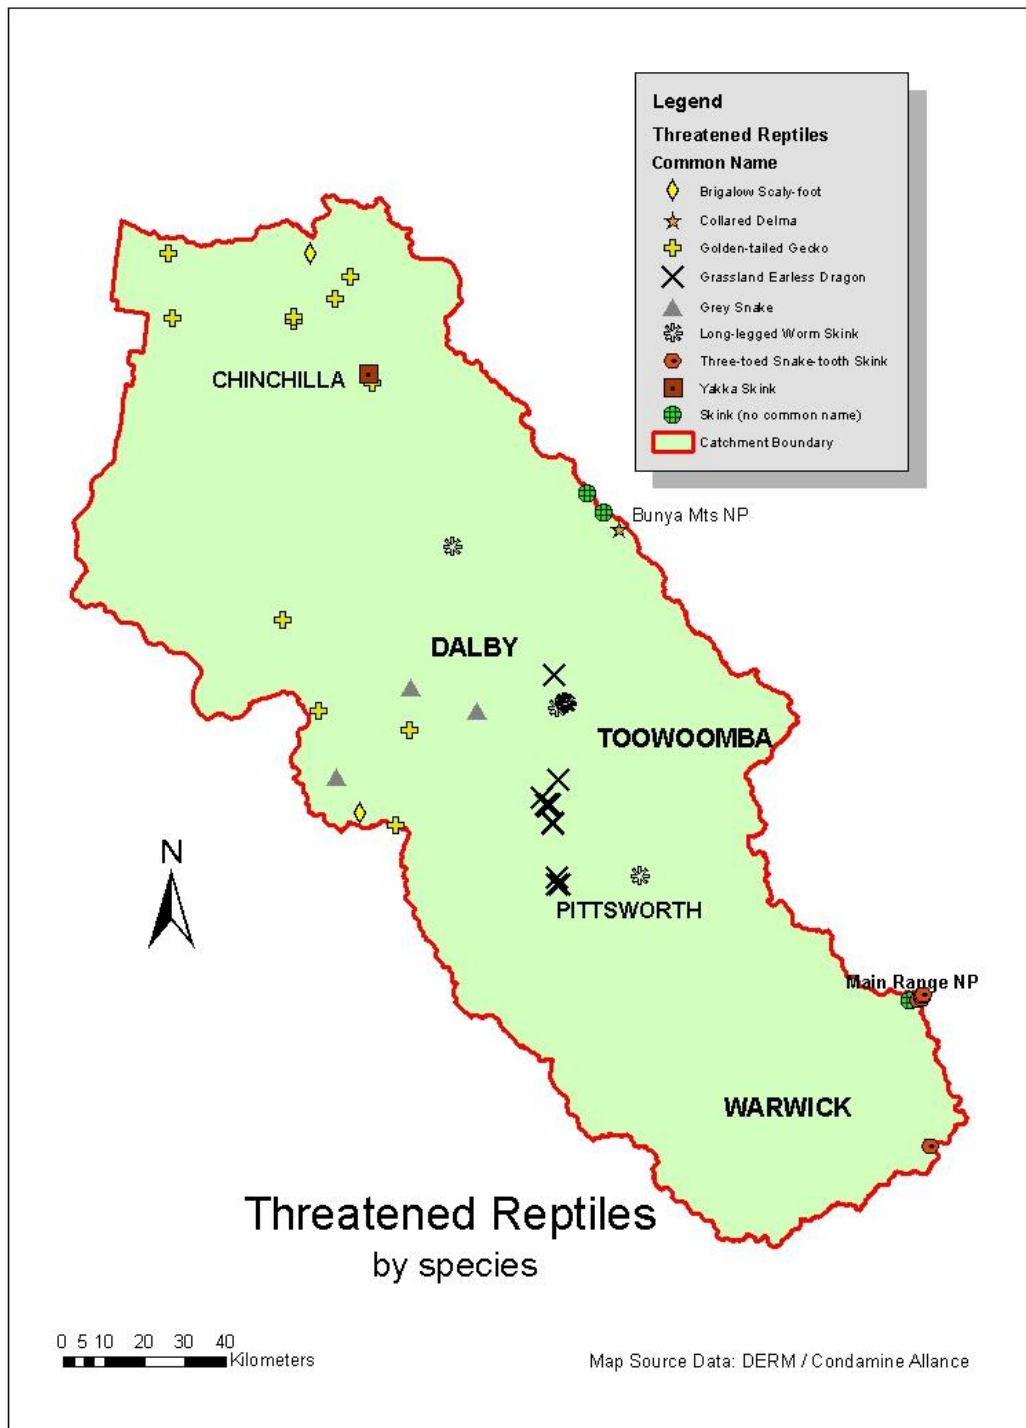 Legend
Threatened Reptiles
Common Name
Brigalow Scaly-foot
Collared Delma
Golden-tailed Gecko
Grassland Earless Dragon
Grey Snake
Long-legged Worm Skink
Three-toed Snake-tooth Skink
Yakka Skink
Skink (no common name)
Catchment Boundary
CHINCHILLA
Bunya Mts NP
DALBY
TOOWOOMBA
N
PITTSWORTH
Main Range NP
WARWICK
Threatened Reptiles
by species
0 5 10 20 30 40
Kilometers
Map Source Data: DERM / Condamine Allance